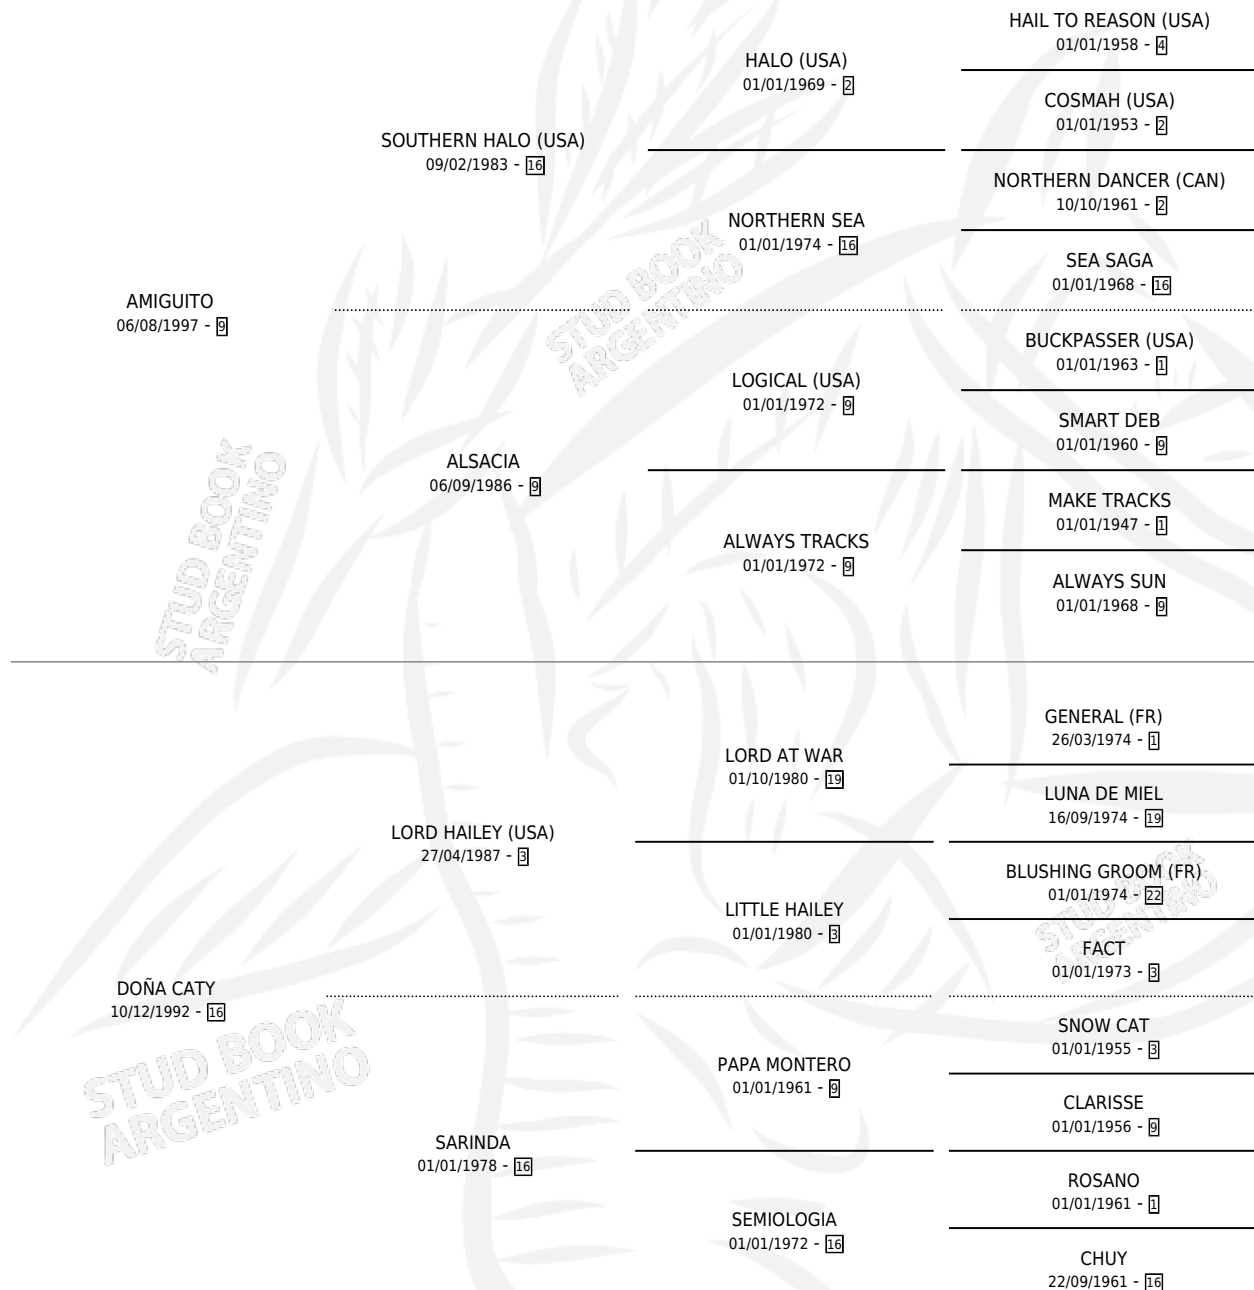 HAIL TO REASON (USA)
01/01/1958 - 4
HALO (USA)
01/01/1969 - 2
COSMAH (USA)
01/01/1953 - 2
SOUTHERN HALO (USA)
09/02/1983 - 16
NORTHERN DANCER (CAN)
10/10/1961 - 2
NORTHERN SEA
01/01/1974 - 16
SEA SAGA
01/01/1968 - 16
AMIGUITO
06/08/1997 - 9
BUCKPASSER (USA)
01/01/1963 - 1
LOGICAL (USA)
01/01/1972 - 9
SMART DEB
01/01/1960 - 9
ALSACIA
06/09/1986 - 9
MAKE TRACKS
01/01/1947 - 1
ALWAYS TRACKS
01/01/1972 - 9
ALWAYS SUN
01/01/1968 - 9
GENERAL (FR)
26/03/1974 - 1
LORD AT WAR
01/10/1980 - 19
LUNA DE MIEL
16/09/1974 - 19
LORD HAILEY (USA)
27/04/1987 - 3
BLUSHING GROOM (FR)
01/01/1974 - 22
LITTLE HAILEY
01/01/1980 - 3
FACT
01/01/1973 - 3
DOÑA CATY
10/12/1992 - 16
SNOW CAT
01/01/1955 - 3
PAPA MONTERO
01/01/1961 - 9
CLARISSE
01/01/1956 - 9
SARINDA
01/01/1978 - 16
ROSANO
01/01/1961 - 1
SEMIOLOGIA
01/01/1972 - 16
CHUY
22/09/1961 - 16
STUD BOOK
ARGENTINO
STUD BOOK
ARGENTINO
STUD BOOK
ARGENTINO
STUD BOOK
ARGENTINO